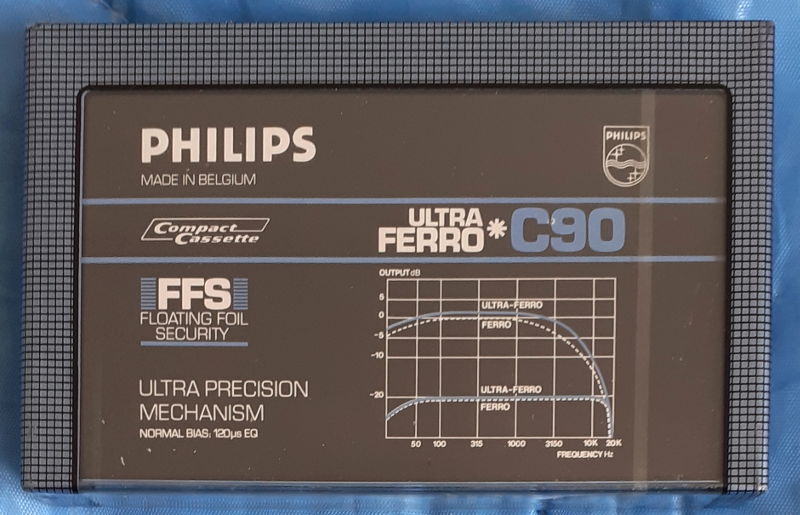 PHILIPS
MADE IN BELGIUM
PHILIPS
Compact
Cassette
ULTRA
FERRO*C90
FFS
FLOATING FOIL
SECURITY
ULTRA PRECISION
MECHANISM
NORMAL BIAS: 120µs EQ
OUTPUT dB
5
0
-5
-10
-20
ULTRA-FERRO
FERRO
ULTRA-FERRO
FERRO
50 100 315 1000 3150 10K 20K
FREQUENCY Hz